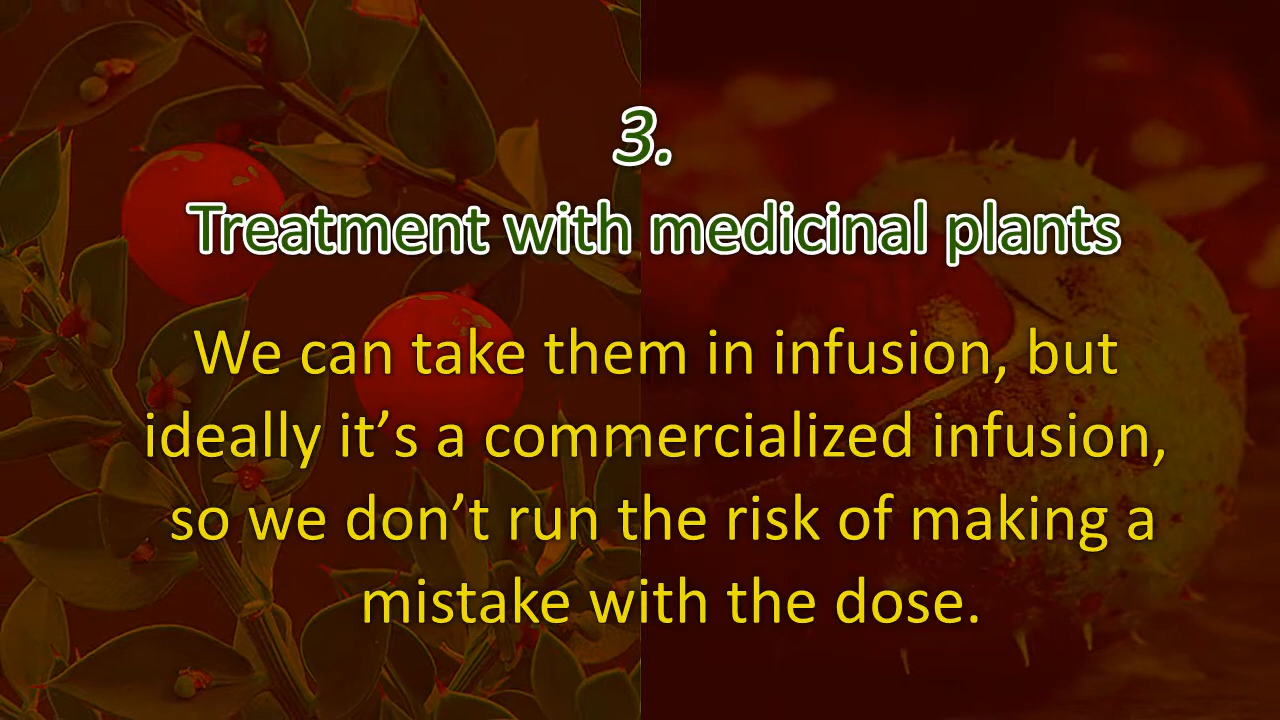 3.
Treatment with medicinal plants
We can take them in infusion, but
ideally it’s a commercialized infusion,
so we don’t run the risk of making a
mistake with the dose.